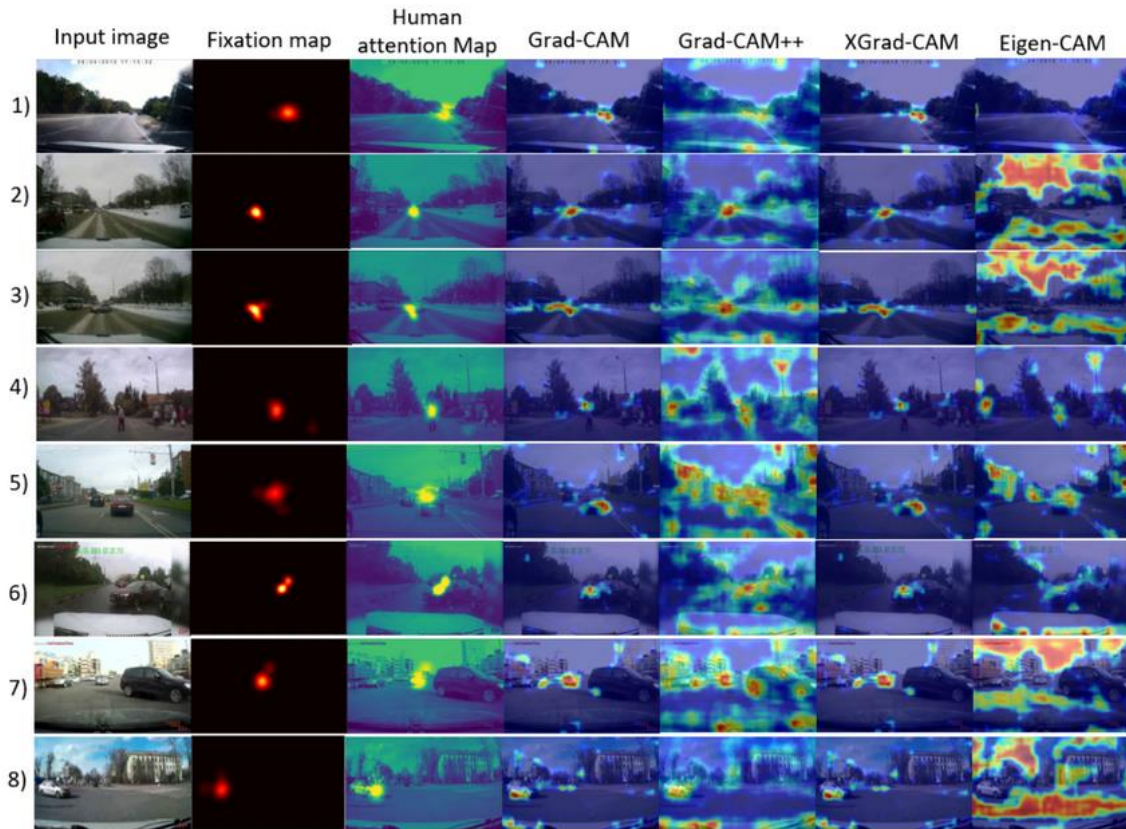 Input image
Fixation map
Human
attention Map
Grad-CAM
Grad-CAM++
XGrad-CAM
Eigen-CAM
1)
2)
3)
4)
5)
6)
7)
8)